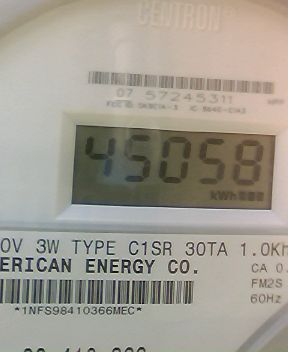 CENTRON®
07 57245311
45058
kWh
0V 3W TYPE C1SR 30TA 1.0Kh
ERICAN ENERGY CO.
CA 0.
FM2S
60Hz
*1NFS98410366MEC*